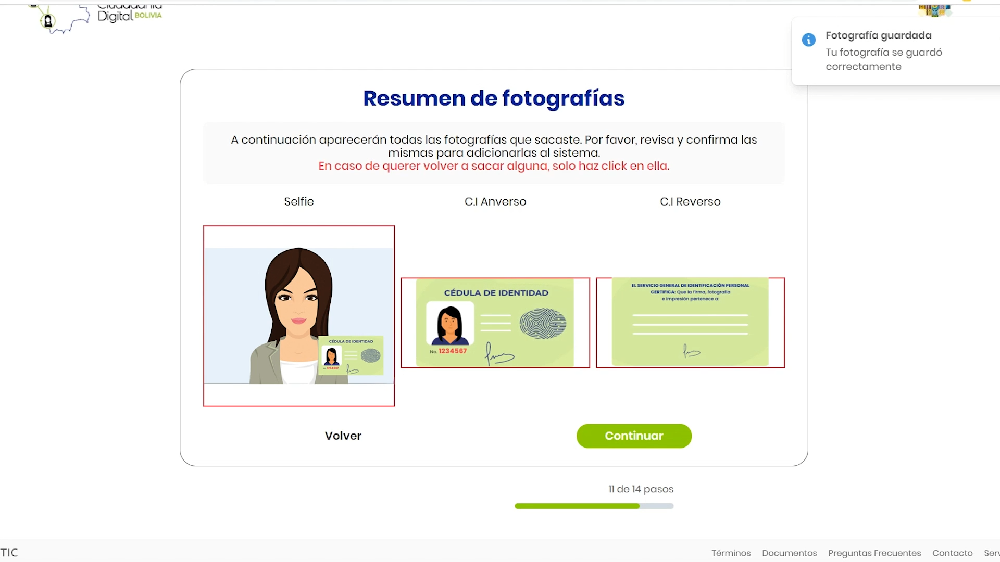 Ciudadanía
Digital BOLIVIA
Fotografía guardada
Tu fotografía se guardó
correctamente
Resumen de fotografías
A continuación aparecerán todas las fotografías que sacaste. Por favor, revisa y confirma las
mismas para adicionarlas al sistema.
En caso de querer volver a sacar alguna, solo haz click en ella.
Selfie
C.I Anverso
C.I Reverso
CÉDULA DE IDENTIDAD
No. 1234567
CÉDULA DE IDENTIDAD
No. 1234567
EL SERVICIO GENERAL DE IDENTIFICACIÓN PERSONAL
CERTIFICA: Que la firma, fotografía
e impresión pertenece a:
Volver
Continuar
11 de 14 pasos
TIC
Términos
Documentos
Preguntas Frecuentes
Contacto
Serv